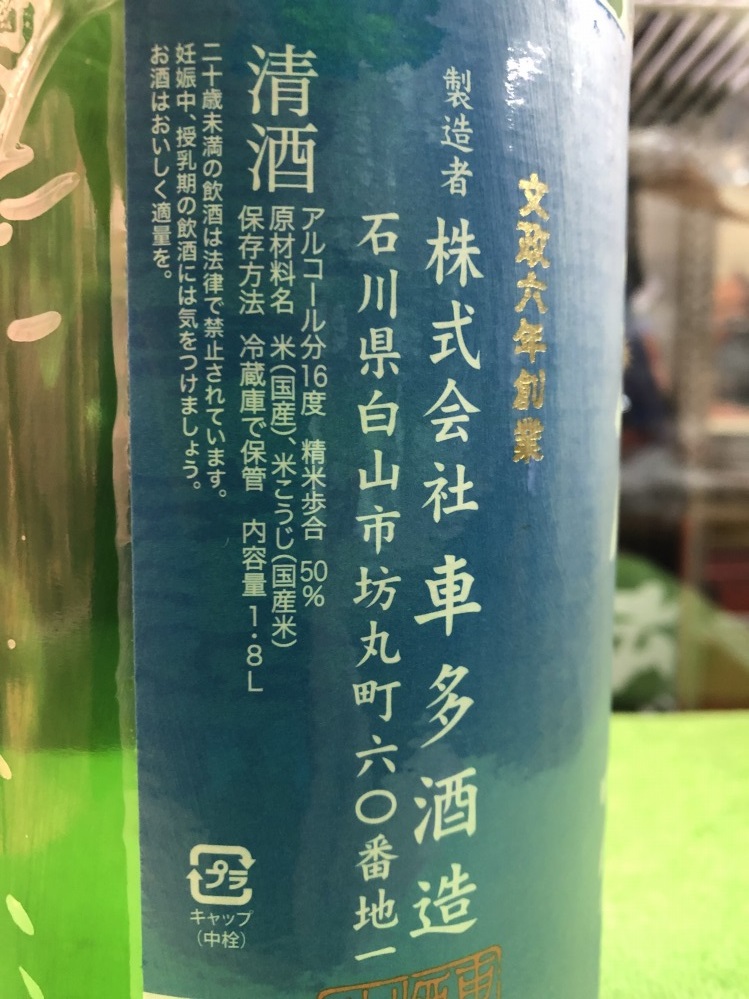 文政六年創業
製造者 株式会社 車多酒造
石川県白山市坊丸町六〇番地一
清酒
アルコール分16度 精米歩合 50%
原材料名 米(国産)、米こうじ(国産米)
保存方法 冷蔵庫で保管 内容量 1.8L
二十歳未満の飲酒は法律で禁止されています。
妊娠中、授乳期の飲酒には気をつけましょう。
お酒はおいしく適量を。
プラ
キャップ
(中栓)